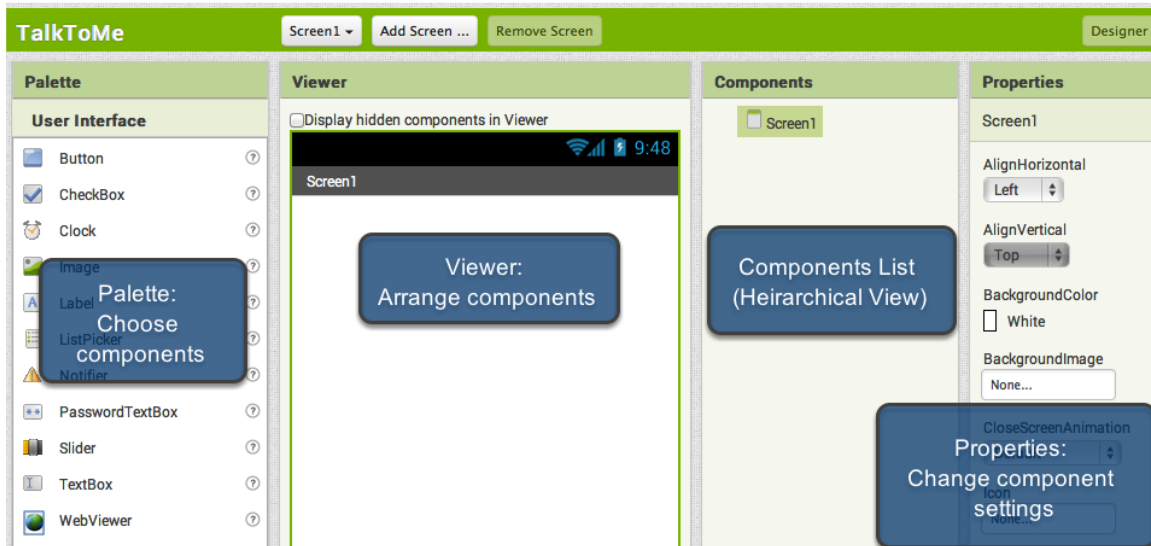 TalkToMe
Screen1
Add Screen ...
Remove Screen
Designer
Palette
User Interface
Button
CheckBox
Clock
Image
Label
ListPicker
Notifier
PasswordTextBox
Slider
TextBox
WebViewer
Palette:
Choose
components
Viewer
Display hidden components in Viewer
9:48
Screen1
Viewer:
Arrange components
Components
Screen1
Components List
(Heirarchical View)
Properties
Screen1
AlignHorizontal
Left
AlignVertical
Top
BackgroundColor
White
BackgroundImage
None...
CloseScreenAnimation
Icon
None...
Properties:
Change component
settings